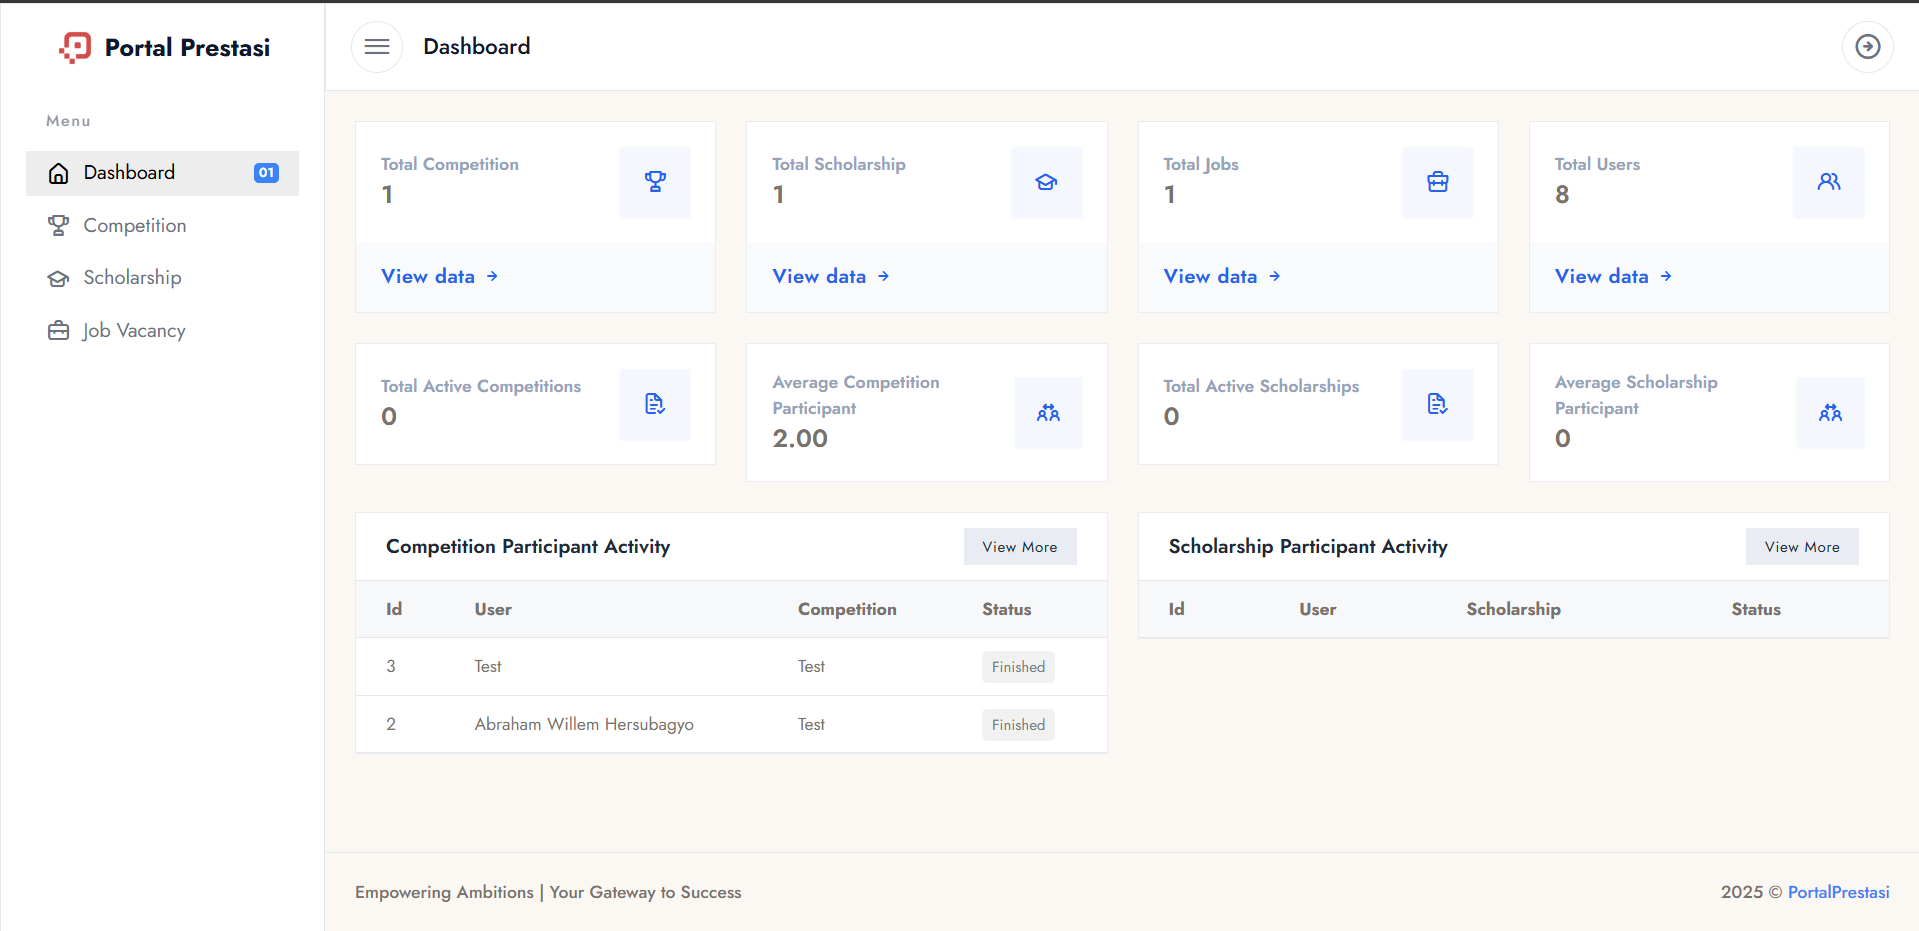 Portal Prestasi
Dashboard
Menu
Dashboard 01
Competition
Scholarship
Job Vacancy
Total Competition
1
View data
Total Scholarship
1
View data
Total Jobs
1
View data
Total Users
8
View data
Total Active Competitions
0
Average Competition
Participant
2.00
Total Active Scholarships
0
Average Scholarship
Participant
0
Competition Participant Activity View More
Id User Competition Status
3 Test Test Finished
2 Abraham Willem Hersubagyo Test Finished
Scholarship Participant Activity View More
Id User Scholarship Status
Empowering Ambitions | Your Gateway to Success
2025 © PortalPrestasi